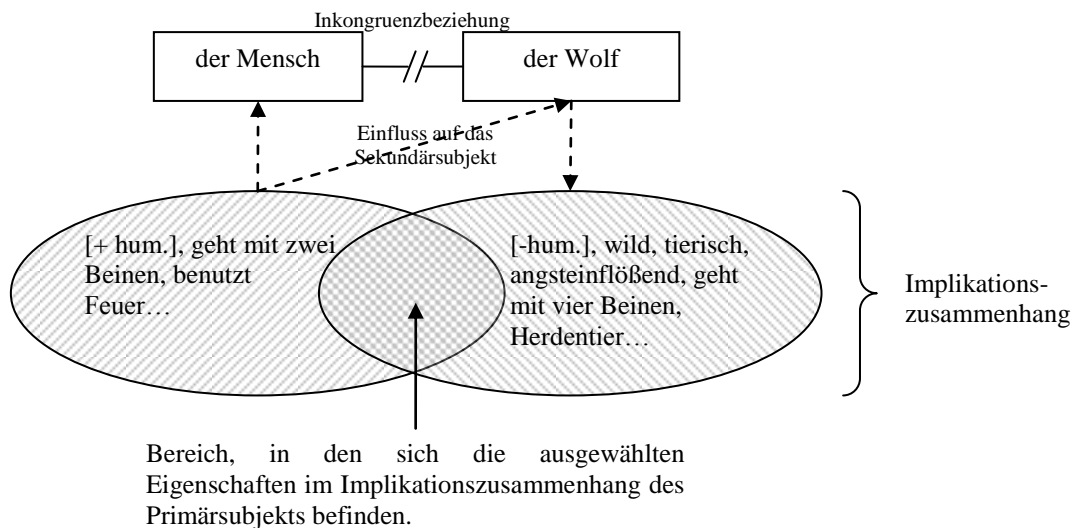 Inkongruenzbeziehung
der Mensch
der Wolf
Einfluss auf das
Sekundärsubjekt
[+ hum.], geht mit zwei
Beinen, benutzt
Feuer…
[-hum.], wild, tierisch,
angsteinflößend, geht
mit vier Beinen,
Herdentier…
Implikations-
zusammenhang
Bereich, in den sich die ausgewählten
Eigenschaften im Implikationszusammenhang des
Primärsubjekts befinden.